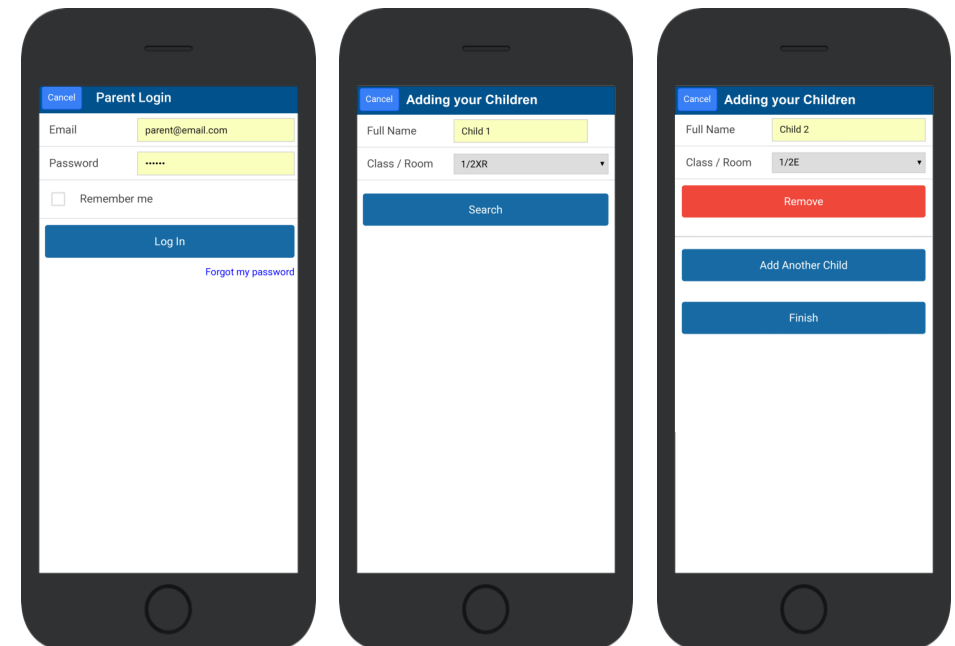 Cancel Parent Login
Email parent@email.com
Password ••••••
Remember me
Log In
Forgot my password
Cancel Adding your Children
Full Name Child 1
Class / Room 1/2XR
Search
Cancel Adding your Children
Full Name Child 2
Class / Room 1/2E
Remove
Add Another Child
Finish